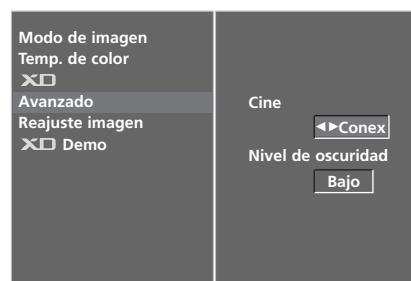 Modo de imagen
Temp. de color
XD
Avanzado
Reajuste imagen
XD Demo
Cine
◄►Conex
Nivel de oscuridad
Bajo